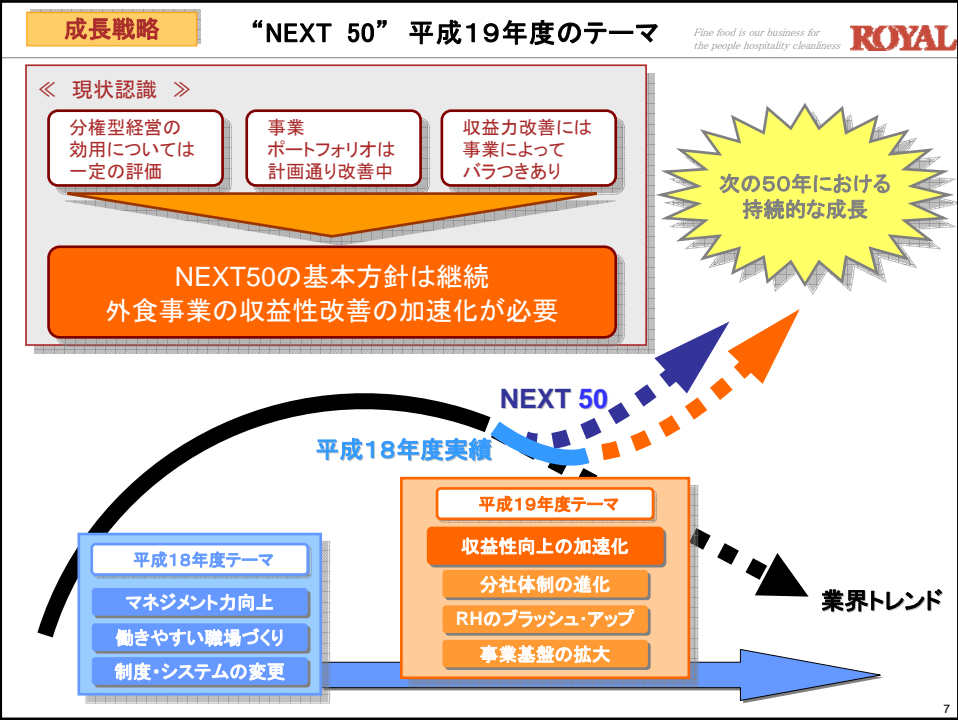 成長戦略
“NEXT 50” 平成19年度のテーマ
Fine food is our business for
the people hospitality cleanliness
ROYAL
≪ 現状認識 ≫
分権型経営の
効用については
一定の評価
事業
ポートフォリオは
計画通り改善中
収益力改善には
事業によって
バラつきあり
NEXT50の基本方針は継続
外食事業の収益性改善の加速化が必要
次の50年における
持続的な成長
NEXT 50
平成18年度実績
平成19年度テーマ
収益性向上の加速化
分社体制の進化
RHのブラッシュ・アップ
事業基盤の拡大
平成18年度テーマ
マネジメント力向上
働きやすい職場づくり
制度・システムの変更
業界トレンド
7